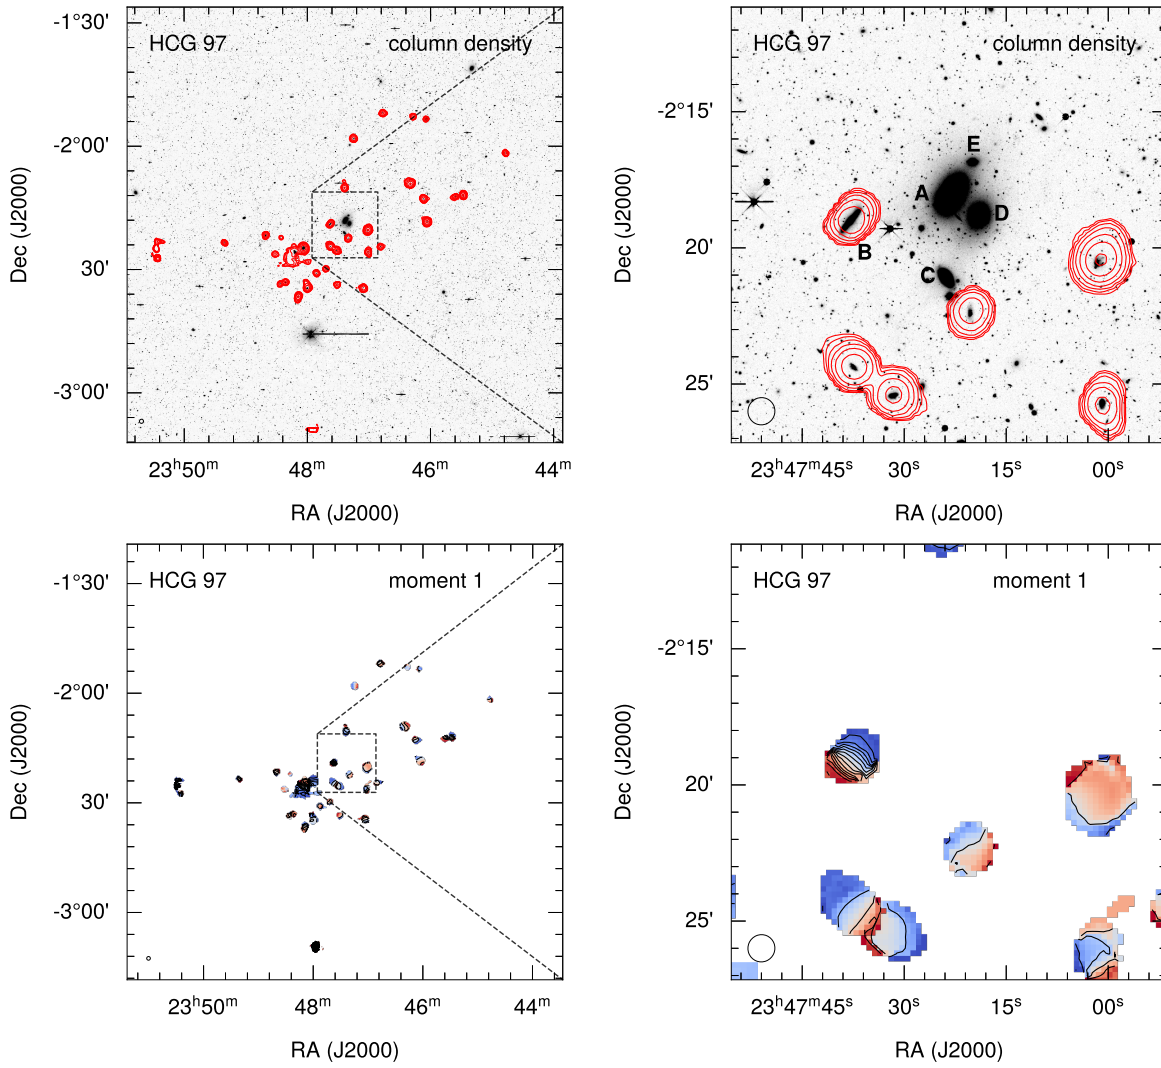 HCG 97 column density
-1°30'
-2°00'
30'
-3°00'
Dec (J2000)
23ʰ50ᵐ 48ᵐ 46ᵐ 44ᵐ
RA (J2000)
HCG 97 column density
-2°15'
20'
25'
Dec (J2000)
E
A
D
B
C
23ʰ47ᵐ45ˢ 30ˢ 15ˢ 00ˢ
RA (J2000)
HCG 97 moment 1
-1°30'
-2°00'
30'
-3°00'
Dec (J2000)
23ʰ50ᵐ 48ᵐ 46ᵐ 44ᵐ
RA (J2000)
HCG 97 moment 1
-2°15'
20'
25'
Dec (J2000)
23ʰ47ᵐ45ˢ 30ˢ 15ˢ 00ˢ
RA (J2000)